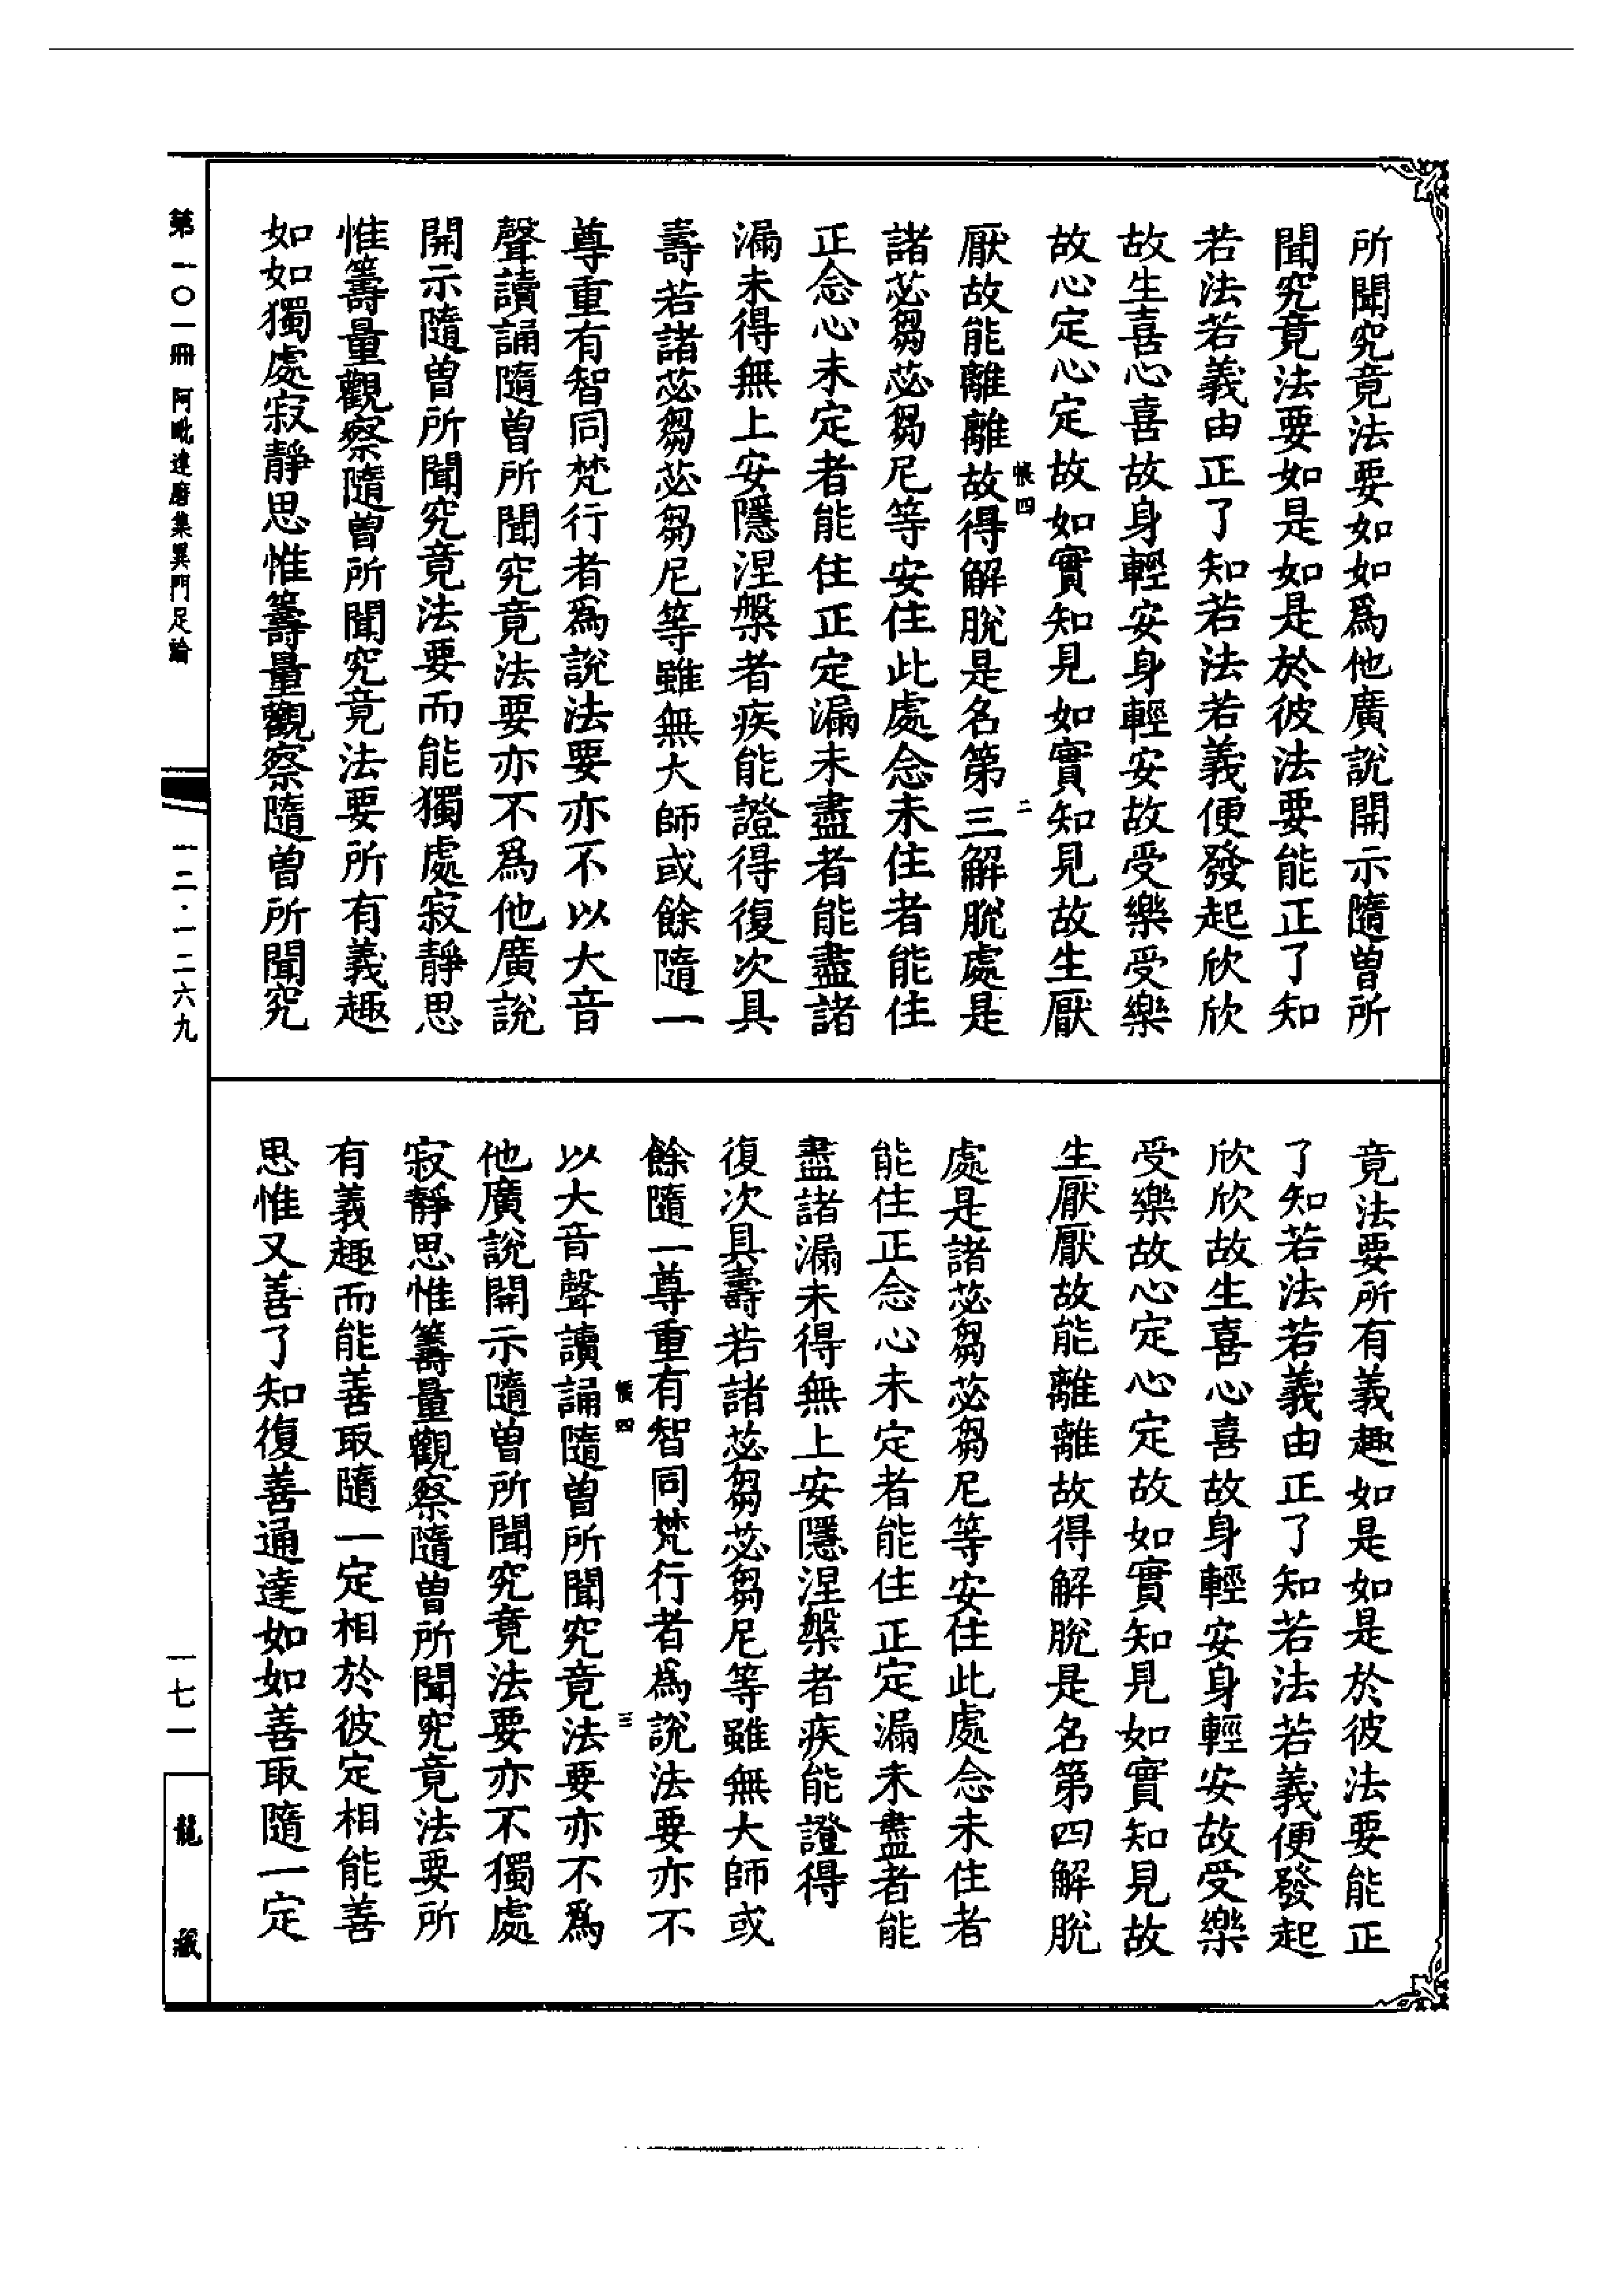 所聞究竟法要如如爲他廣說開示隨曾所
聞究竟法要如是如是於彼法要能正了知
若法若義由正了知若法若義便發起欣欣
故生喜心喜故身輕安身輕安故受樂受樂
故心定心定故如實知見如實知見故生厭
帳四
二
厭故能離離故得解脫是名第三解脫處是
諸苾芻苾芻尼等安住此處念未住者能住
正念心未定者能住正定漏未盡者能盡諸
漏未得無上安隱涅槃者疾能證得復次具
壽若諸苾芻苾芻尼等雖無大師或餘隨一
尊重有智同梵行者爲說法要亦不以大音
聲讀誦隨曾所聞究竟法要亦不爲他廣說
開示隨曾所聞究竟法要而能獨處寂靜思
惟籌量觀察隨曾所聞究竟法要所有義趣
如如獨處寂靜思惟籌量觀察隨曾所聞究
竟法要所有義趣如是如是於彼法要能正
了知若法若義由正了知若法若義便發起
欣欣故生喜心喜故身輕安身輕安故受樂
受樂故心定心定故如實知見如實知見故
生厭厭故能離離故得解脫是名第四解脫
處是諸苾芻苾芻尼等安住此處念未住者
能住正念心未定者能住正定漏未盡者能
盡諸漏未得無上安隱涅槃者疾能證得
復次具壽若諸苾芻苾芻尼等雖無大師或
餘隨一尊重有智同梵行者爲說法要亦不
帳四
三
以大音聲讀誦隨曾所聞究竟法要亦不爲
他廣說開示隨曾所聞究竟法要亦不獨處
寂靜思惟籌量觀察隨曾所聞究竟法要所
有義趣而能善取隨一定相於彼定相能善
思惟又善了知復善通達如如善取隨一定
第一〇一冊 阿毗達磨集異門足論
一二·一二六九
一七一
龍藏